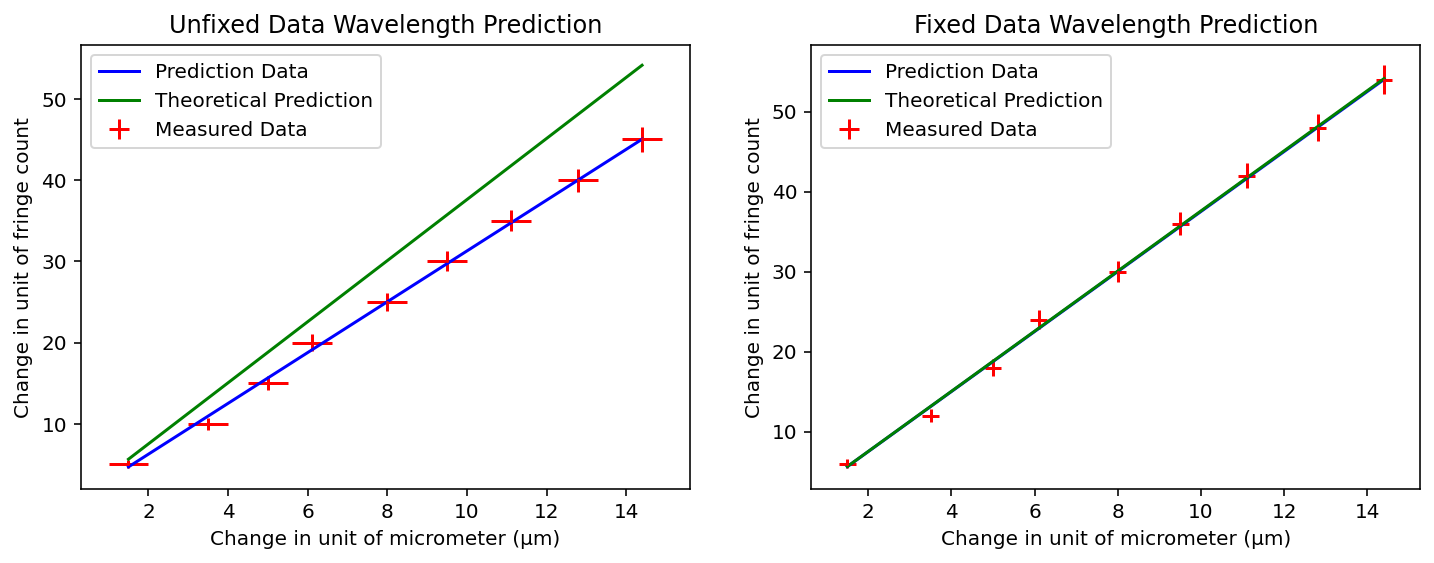 Unfixed Data Wavelength Prediction
Prediction Data
Theoretical Prediction
Measured Data
Change in unit of fringe count
50
40
30
20
10
2 4 6 8 10 12 14
Change in unit of micrometer (μm)
Fixed Data Wavelength Prediction
Prediction Data
Theoretical Prediction
Measured Data
Change in unit of fringe count
50
40
30
20
10
2 4 6 8 10 12 14
Change in unit of micrometer (μm)